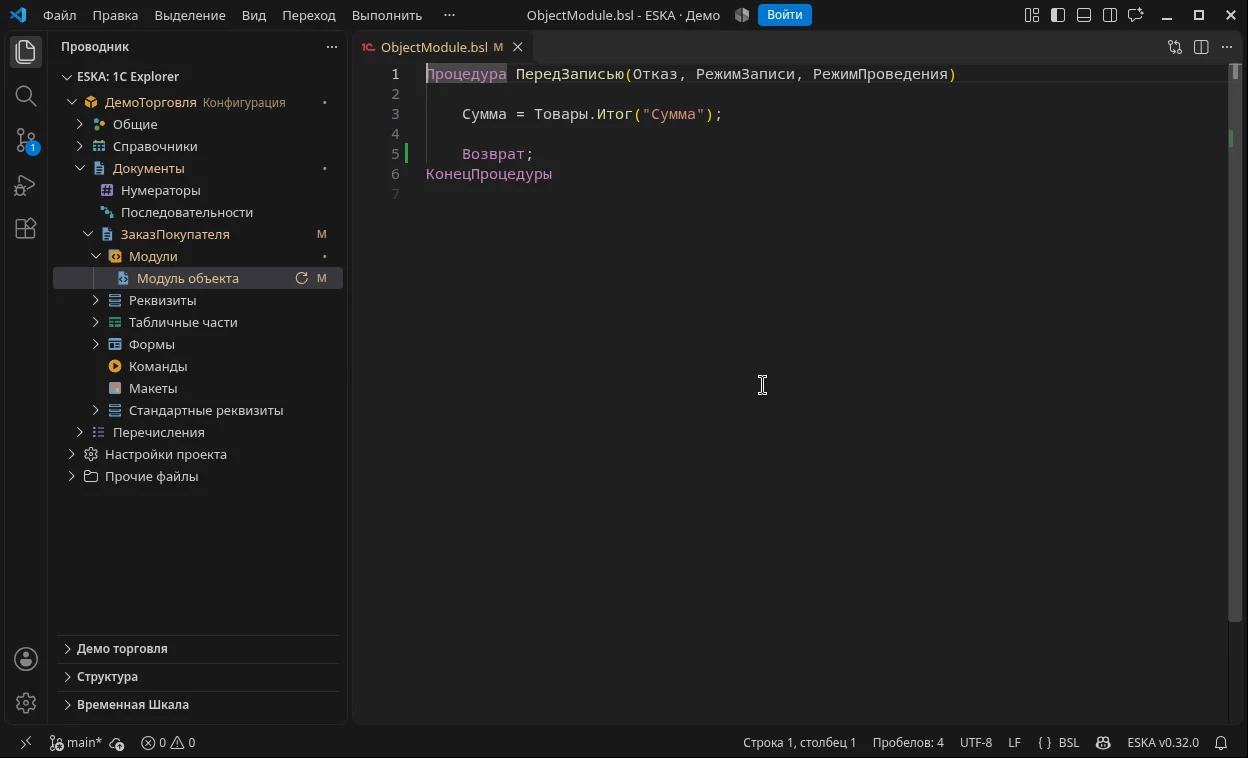 Файл Правка Выделение Вид Переход Выполнить ··· ObjectModule.bsl - ESKA · Демо Войти
Проводник ···
ESKA: 1C Explorer
ДемоТорговля Конфигурация
Общие
Справочники
Документы
Нумераторы
Последовательности
ЗаказПокупателя M
Модули
Модуль объекта M
Реквизиты
Табличные части
Формы
Команды
Макеты
Стандартные реквизиты
Перечисления
Настройки проекта
Прочие файлы
Демо торговля
Структура
Временная Шкала
1
1C ObjectModule.bsl M
1 Процедура ПередЗаписью(Отказ, РежимЗаписи, РежимПроведения)
2
3 Сумма = Товары.Итог("Сумма");
4
5 Возврат;
6 КонецПроцедуры
7
main* 0 0 Строка 1, столбец 1 Пробелов: 4 UTF-8 LF { } BSL ESKA v0.32.0